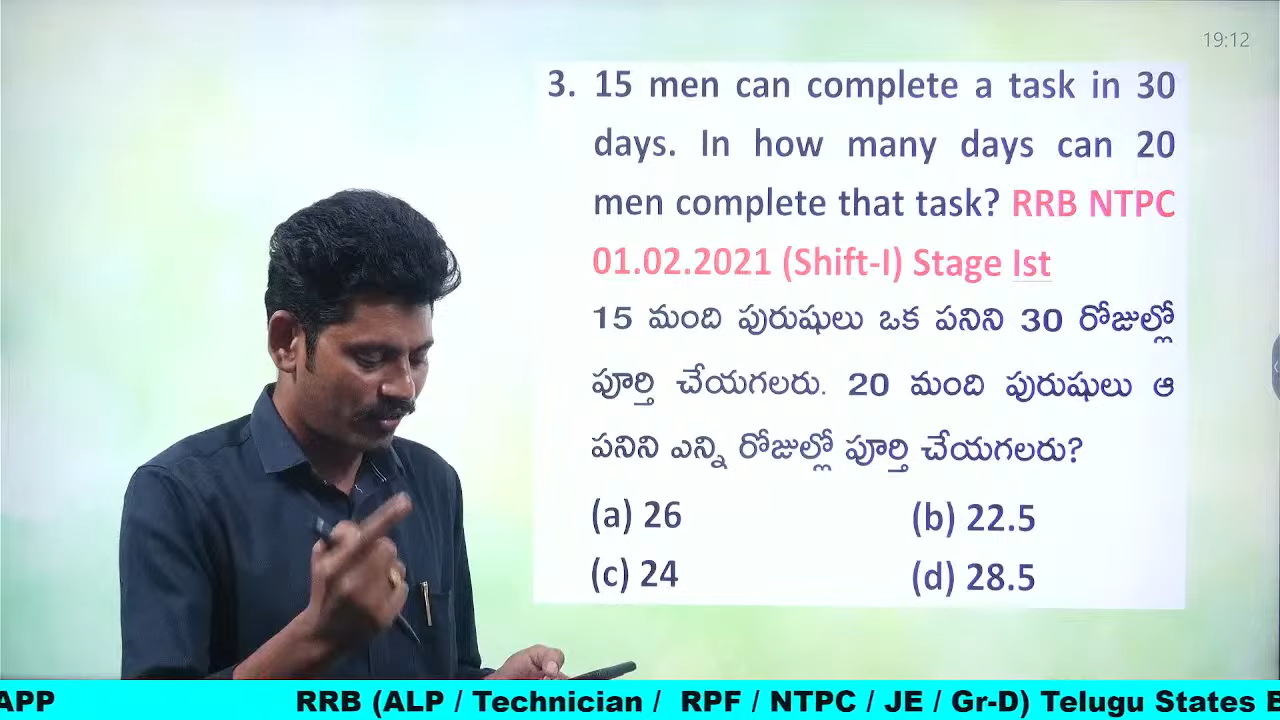 19:12
3. 15 men can complete a task in 30
days. In how many days can 20
men complete that task? RRB NTPC
01.02.2021 (Shift-I) Stage Ist
15 మంది పురుషులు ఒక పనిని 30 రోజుల్లో
పూర్తి చేయగలరు. 20 మంది పురుషులు ఆ
పనిని ఎన్ని రోజుల్లో పూర్తి చేయగలరు?
(a) 26 (b) 22.5
(c) 24 (d) 28.5
APP RRB (ALP / Technician / RPF / NTPC / JE / Gr-D) Telugu States